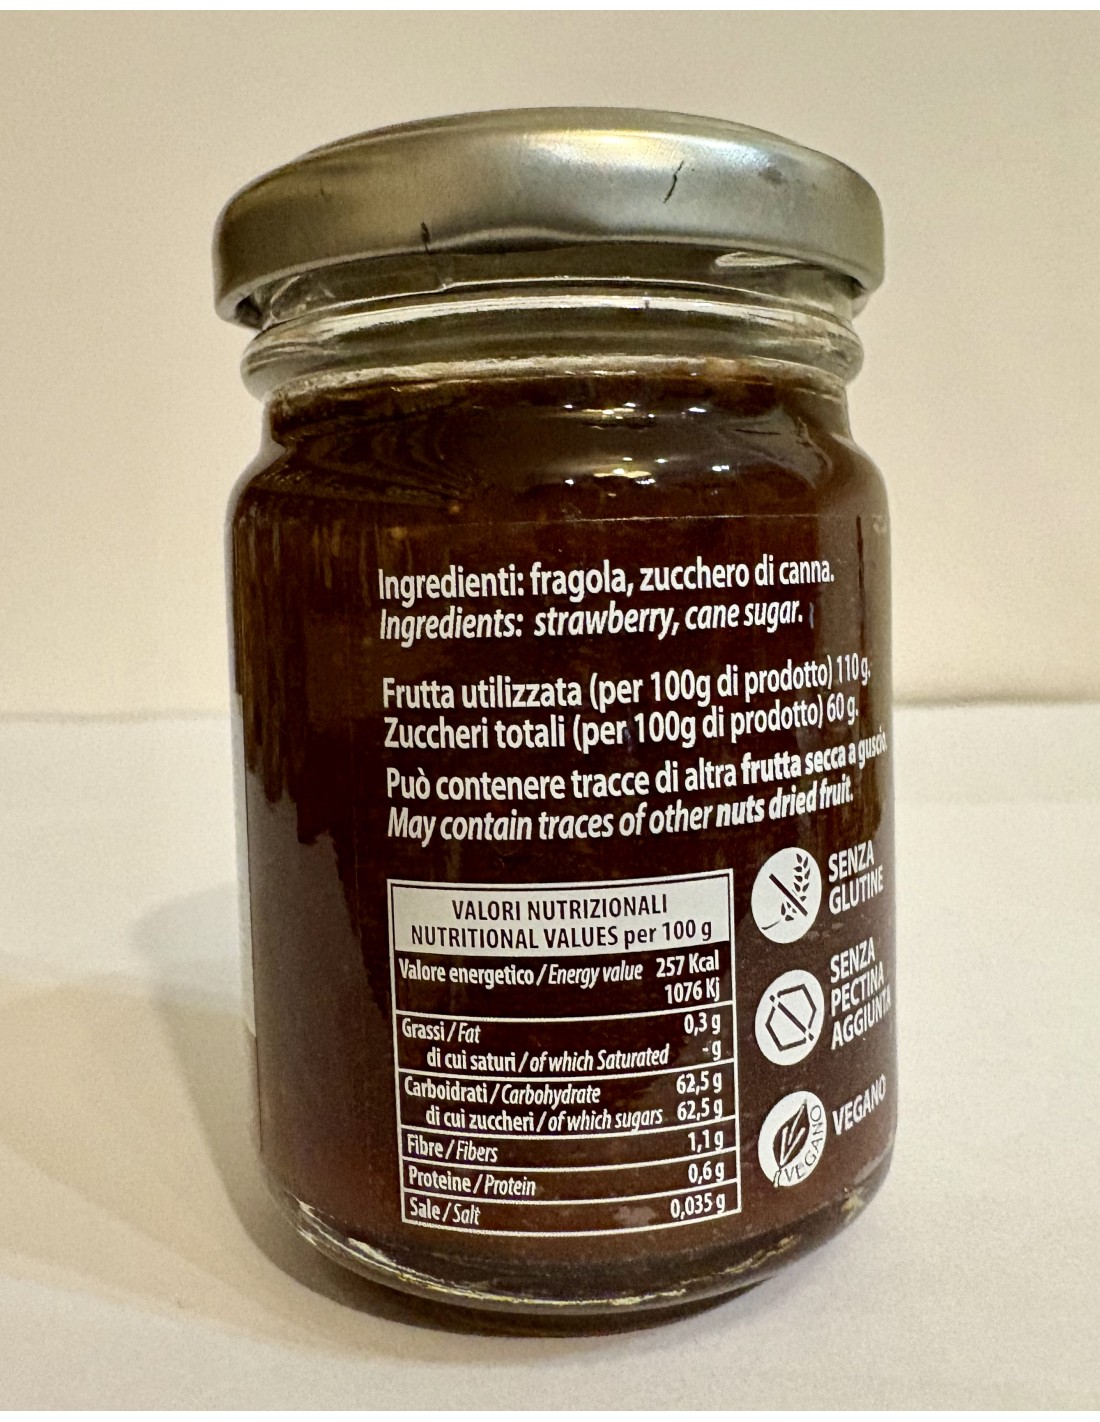 Ingredienti: fragola, zucchero di canna.
Ingredients: strawberry, cane sugar.
Frutta utilizzata (per 100g di prodotto) 110 g.
Zuccheri totali (per 100g di prodotto) 60 g.
Può contenere tracce di altra frutta secca a guscio.
May contain traces of other nuts dried fruit.
VALORI NUTRIZIONALI
NUTRITIONAL VALUES per 100 g
Valore energetico / Energy value 257 Kcal
1076 Kj
Grassi / Fat 0,3 g
di cui saturi / of which Saturated - g
Carboidrati / Carbohydrate 62,5 g
di cui zuccheri / of which sugars 62,5 g
Fibre / Fibers 1,1 g
Proteine / Protein 0,6 g
Sale / Salt 0,035 g
SENZA
GLUTINE
SENZA
PECTINA
AGGIUNTA
VEGANO
VEGANO